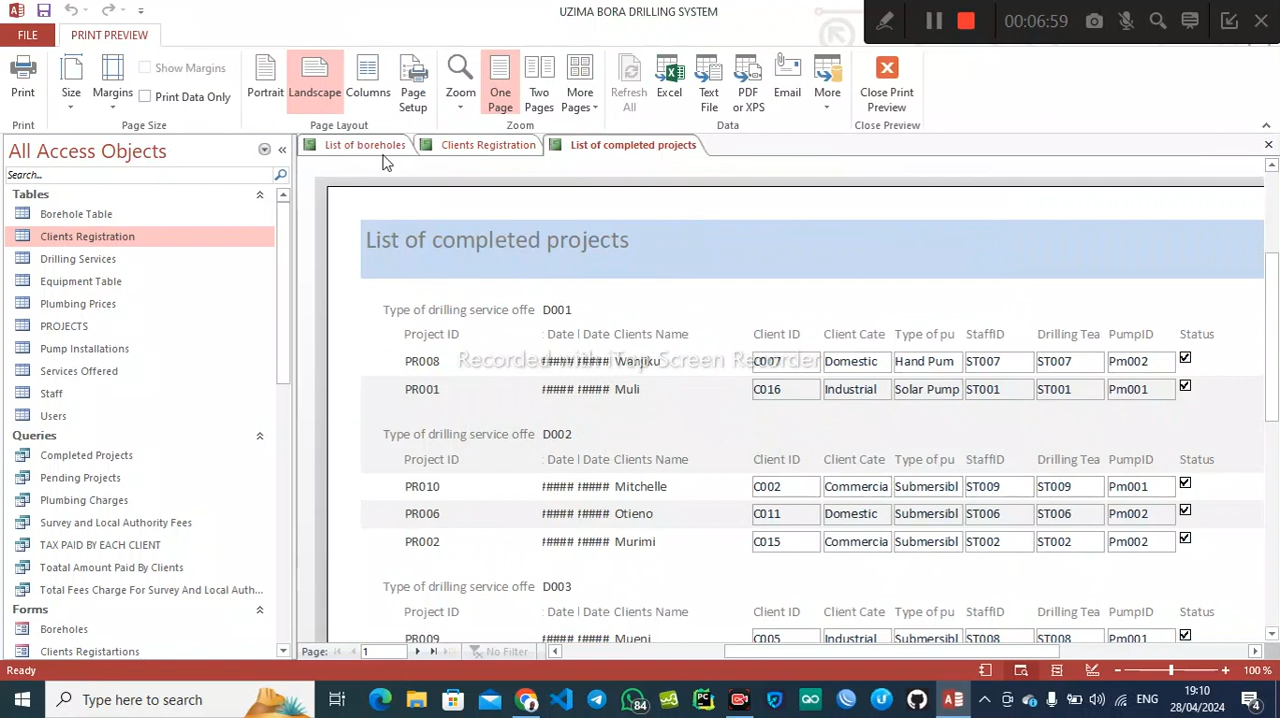 UZIMA BORA DRILLING SYSTEM
00:06:59
FILE
PRINT PREVIEW
Print
Size
Margins
Show Margins
Print Data Only
Portrait
Landscape
Columns
Page Setup
Zoom
One Page
Two Pages
More Pages
Refresh All
Excel
Text File
PDF or XPS
Email
More
Close Print Preview
Print
Page Size
Page Layout
Zoom
Data
Close Preview
All Access Objects
Search...
Tables
Borehole Table
Clients Registration
Drilling Services
Equipment Table
Plumbing Prices
PROJECTS
Pump Installations
Services Offered
Staff
Users
Queries
Completed Projects
Pending Projects
Plumbing Charges
Survey and Local Authority Fees
TAX PAID BY EACH CLIENT
Toatal Amount Paid By Clients
Total Fees Charge For Survey And Local Auth...
Forms
Boreholes
Clients Registartions
List of boreholes
Clients Registration
List of completed projects
List of completed projects
Type of drilling service offe D001
Project ID : Date | Date Clients Name Client ID Client Cate Type of pu StaffID Drilling Tea PumpID Status
PR008 ##### ##### Wanjiku C007 Domestic Hand Pum ST007 ST007 Pm002
Recorded with iTop Screen Recorder
PR001 ##### ##### Muli C016 Industrial Solar Pump ST001 ST001 Pm001
Type of drilling service offe D002
Project ID : Date | Date Clients Name Client ID Client Cate Type of pu StaffID Drilling Tea PumpID Status
PR010 ##### ##### Mitchelle C002 Commercia Submersibl ST009 ST009 Pm002
PR006 ##### ##### Otieno C011 Domestic Submersibl ST006 ST006 Pm002
PR002 ##### ##### Murimi C015 Commercia Submersibl ST002 ST002 Pm002
Type of drilling service offe D003
Project ID : Date | Date Clients Name Client ID Client Cate Type of pu StaffID Drilling Tea PumpID Status
PR009 ##### ##### Mueni C005 Industrial Submersibl ST008 ST008 Pm001
Page: 1
No Filter
Ready
100 %
Type here to search
84
ENG
19:10
28/04/2024
4